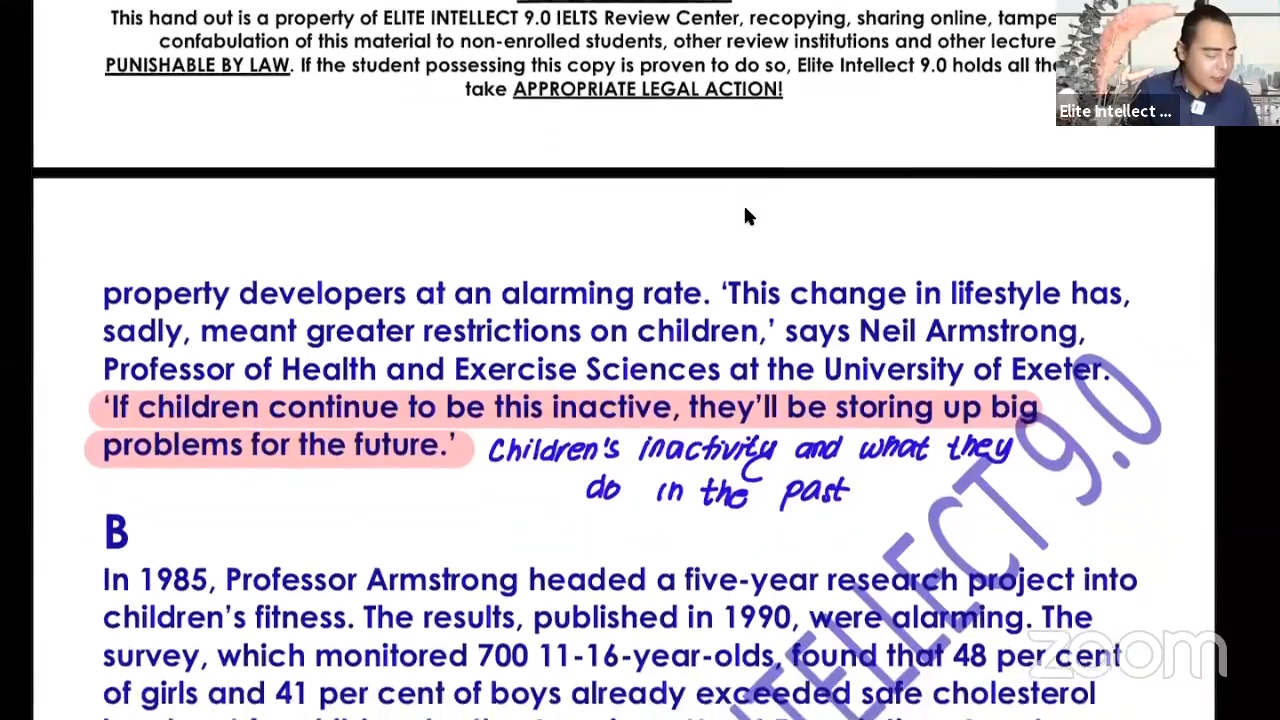 This hand out is a property of ELITE INTELLECT 9.0 IELTS Review Center, recopying, sharing online, tampe
confabulation of this material to non-enrolled students, other review institutions and other lecture
PUNISHABLE BY LAW. If the student possessing this copy is proven to do so, Elite Intellect 9.0 holds all the
take APPROPRIATE LEGAL ACTION!
Elite Intellect ...
property developers at an alarming rate. ‘This change in lifestyle has,
sadly, meant greater restrictions on children,’ says Neil Armstrong,
Professor of Health and Exercise Sciences at the University of Exeter.
‘If children continue to be this inactive, they’ll be storing up big
problems for the future.’ Children's inactivity and what they
do in the past
B
In 1985, Professor Armstrong headed a five-year research project into
children’s fitness. The results, published in 1990, were alarming. The
survey, which monitored 700 11-16-year-olds, found that 48 per cent
of girls and 41 per cent of boys already exceeded safe cholesterol
INTELLECT 9.0
zoom